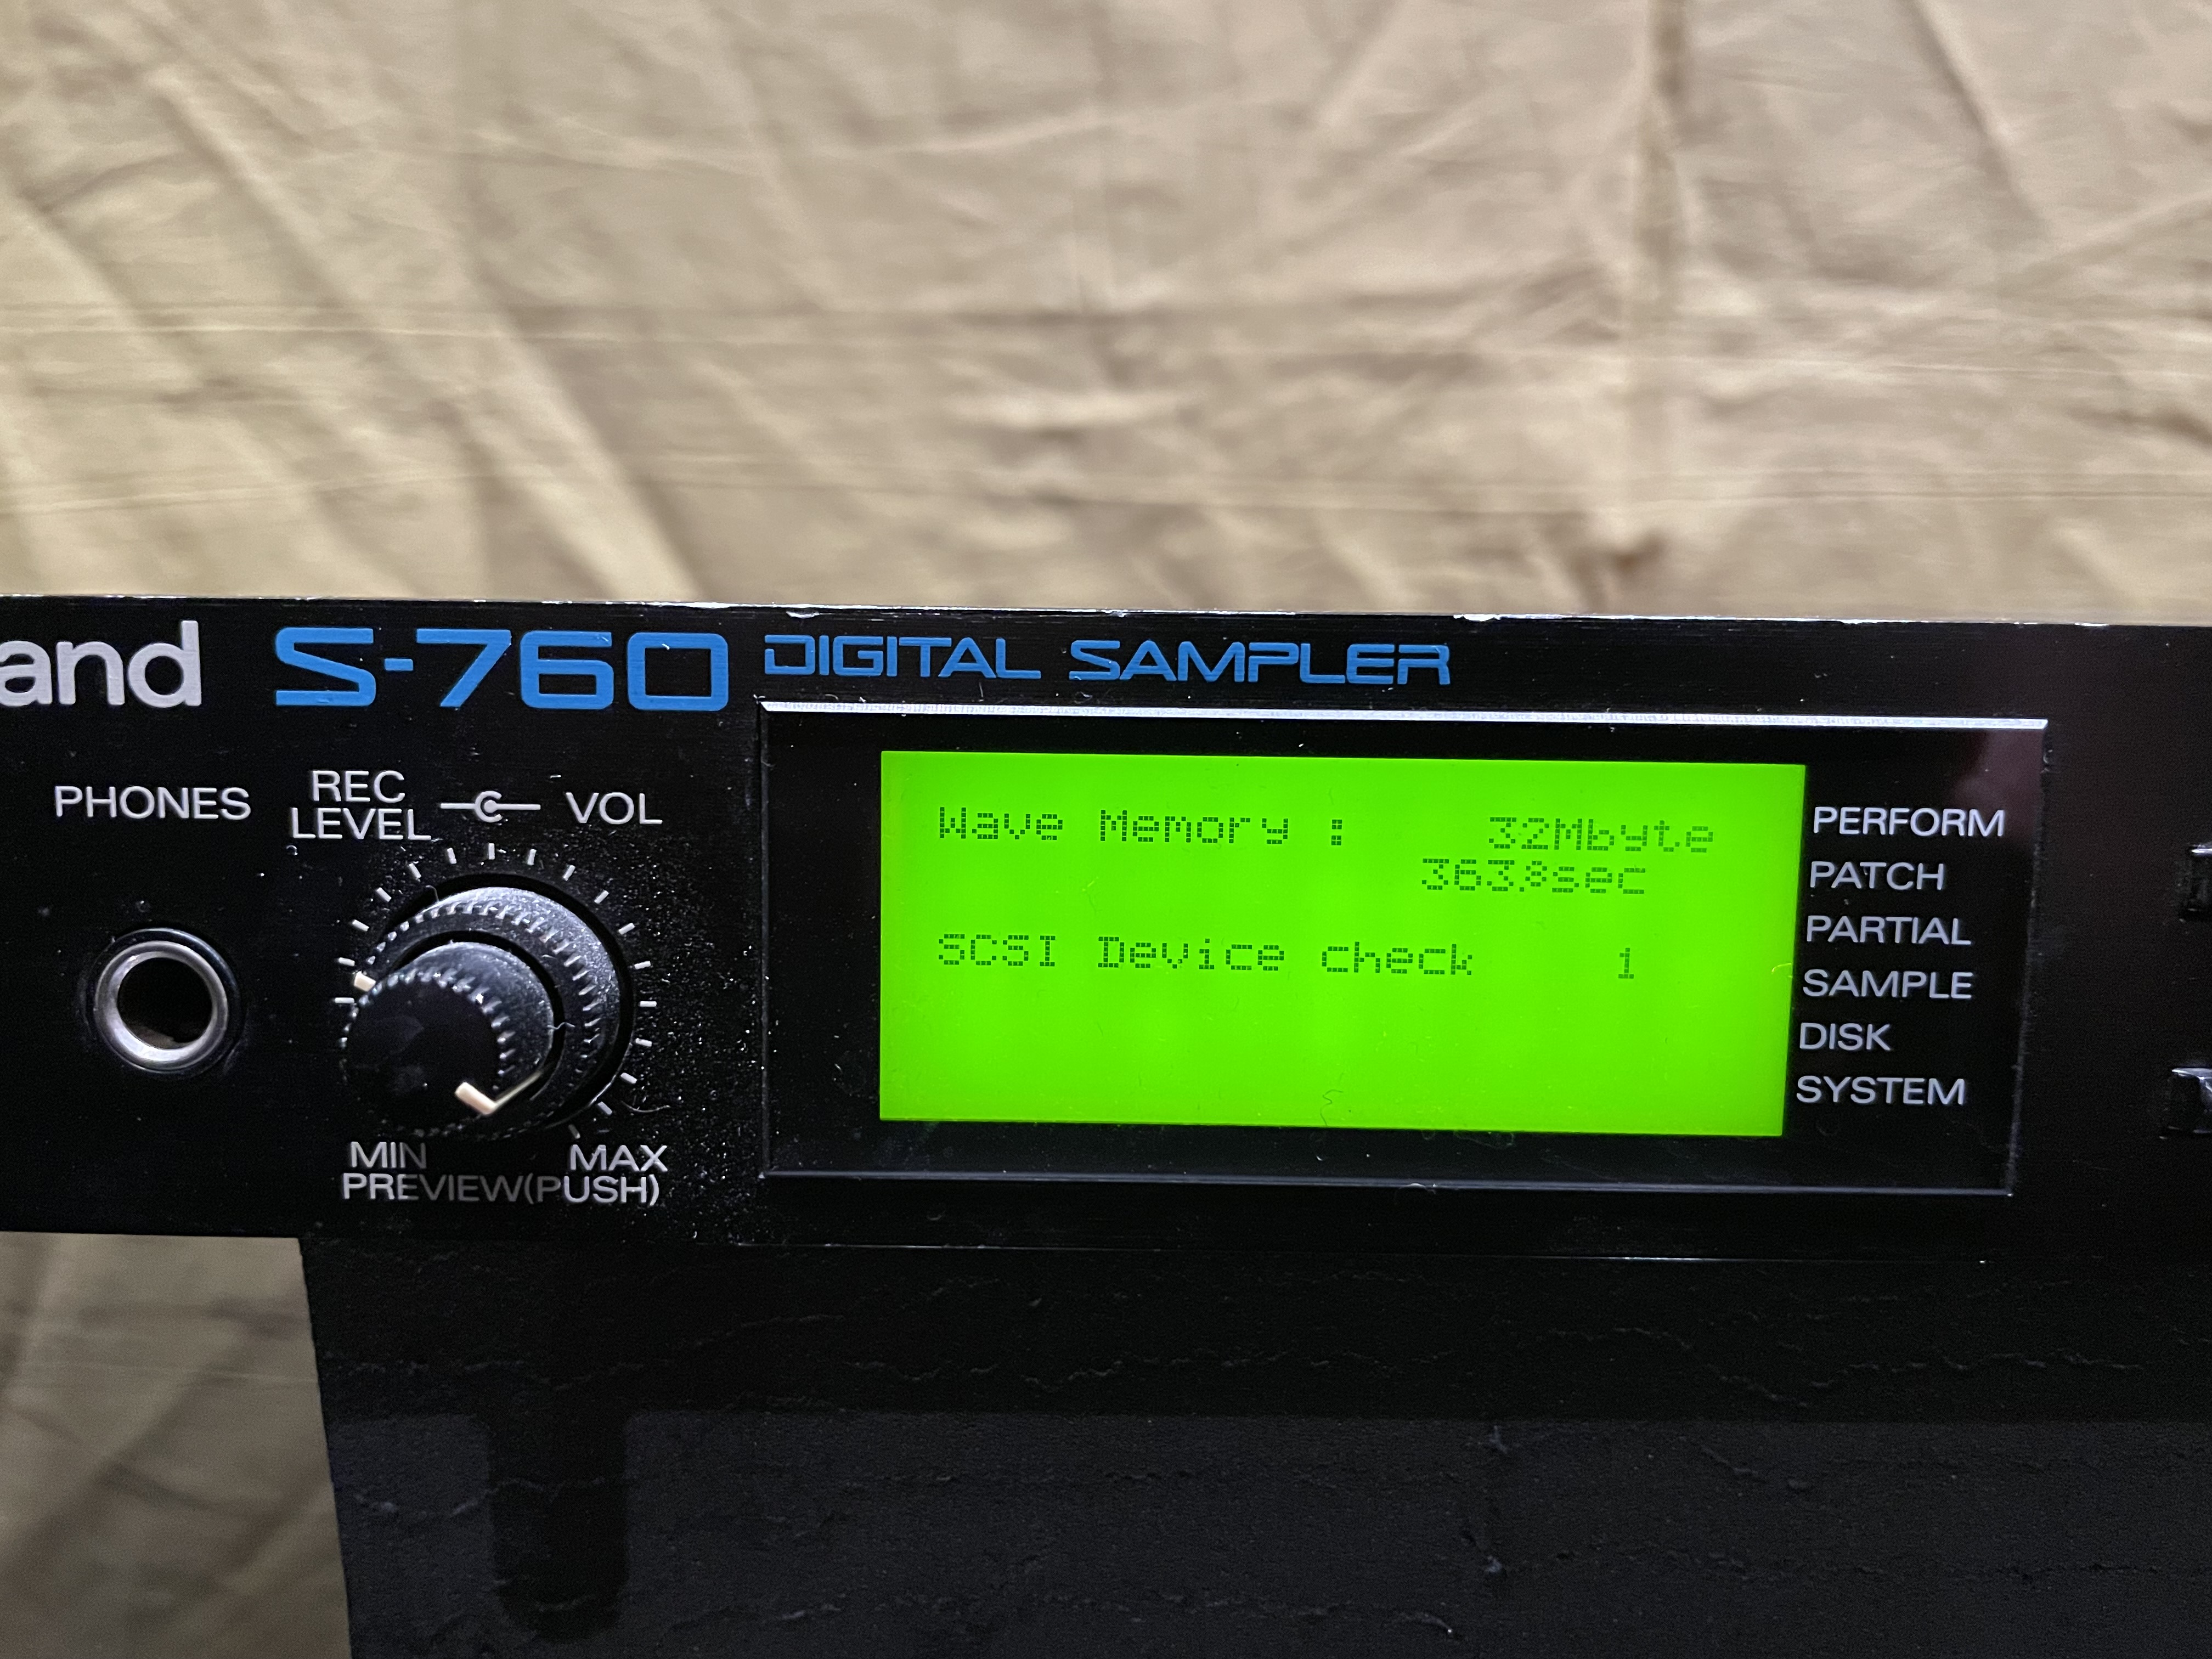 and S-760 DIGITAL SAMPLER
PHONES
REC LEVEL
VOL
MIN
MAX
PREVIEW(PUSH)
Wave Memory : 32Mbyte
363.8sec
SCSI Device check 1
PERFORM
PATCH
PARTIAL
SAMPLE
DISK
SYSTEM